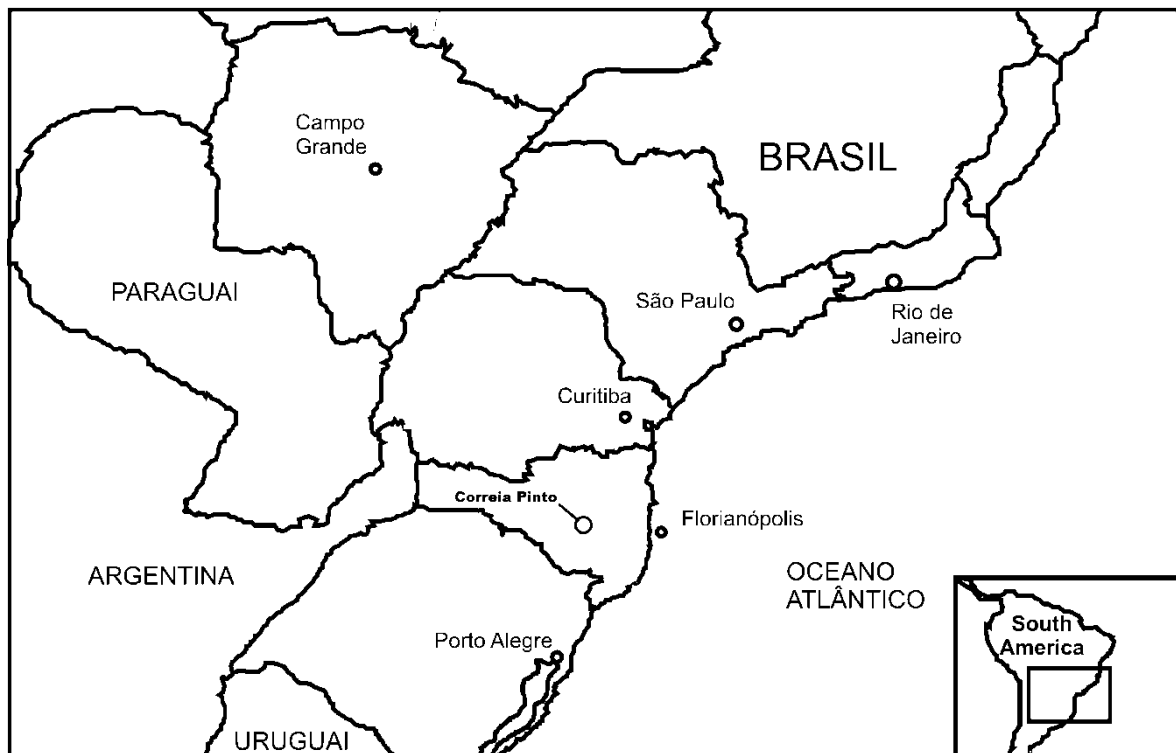 Campo
Grande
BRASIL
PARAGUAI
São Paulo
Rio de
Janeiro
Curitiba
Correia Pinto
Florianópolis
ARGENTINA
OCEANO
ATLÂNTICO
South
America
Porto Alegre
URUGUAI